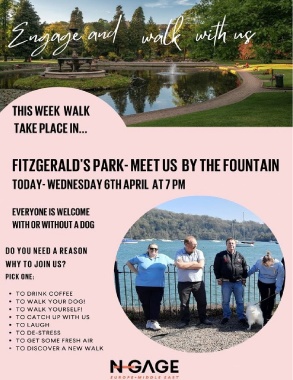 Engage and walk with us
THIS WEEK WALK
TAKE PLACE IN...
FITZGERALD'S PARK- MEET US BY THE FOUNTAIN
TODAY- WEDNESDAY 6TH APRIL AT 7 PM
EVERYONE IS WELCOME
WITH OR WITHOUT A DOG
DO YOU NEED A REASON
WHY TO JOIN US?
PICK ONE:
• TO DRINK COFFEE
• TO WALK YOUR DOG!
• TO WALK YOURSELF!
• TO CATCH UP WITH US
• TO LAUGH
• TO DE-STRESS
• TO GET SOME FRESH AIR
• TO DISCOVER A NEW WALK
N-GAGE
EUROPE-MIDDLE EAST